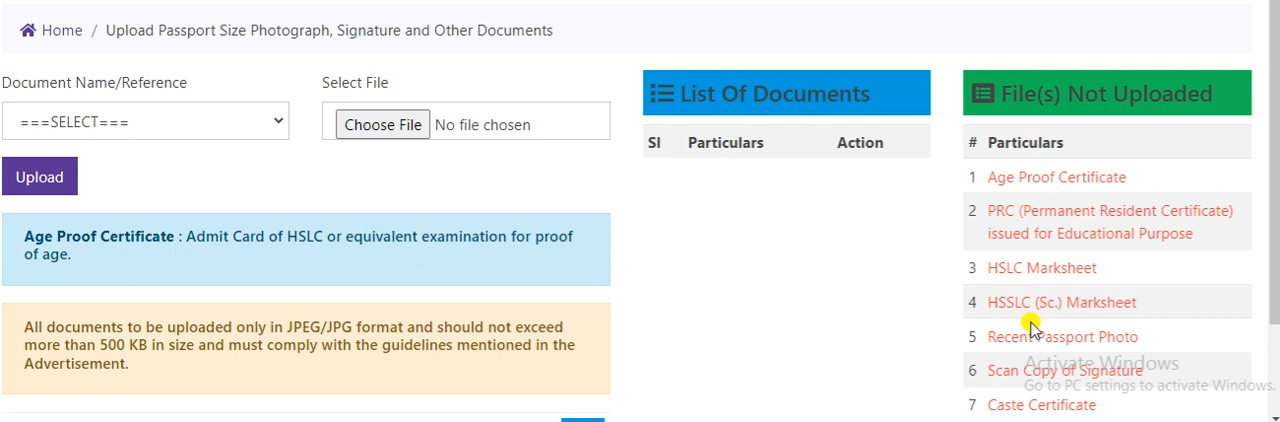 Home / Upload Passport Size Photograph, Signature and Other Documents
Document Name/Reference
===SELECT===
Select File
Choose File No file chosen
Upload
Age Proof Certificate : Admit Card of HSLC or equivalent examination for proof
of age.
All documents to be uploaded only in JPEG/JPG format and should not exceed
more than 500 KB in size and must comply with the guidelines mentioned in the
Advertisement.
List Of Documents
Sl Particulars Action
File(s) Not Uploaded
# Particulars
1 Age Proof Certificate
2 PRC (Permanent Resident Certificate)
issued for Educational Purpose
3 HSLC Marksheet
4 HSSLC (Sc.) Marksheet
5 Recent Passport Photo
6 Scan Copy of Signature
7 Caste Certificate
Activate Windows
Go to PC settings to activate Windows.